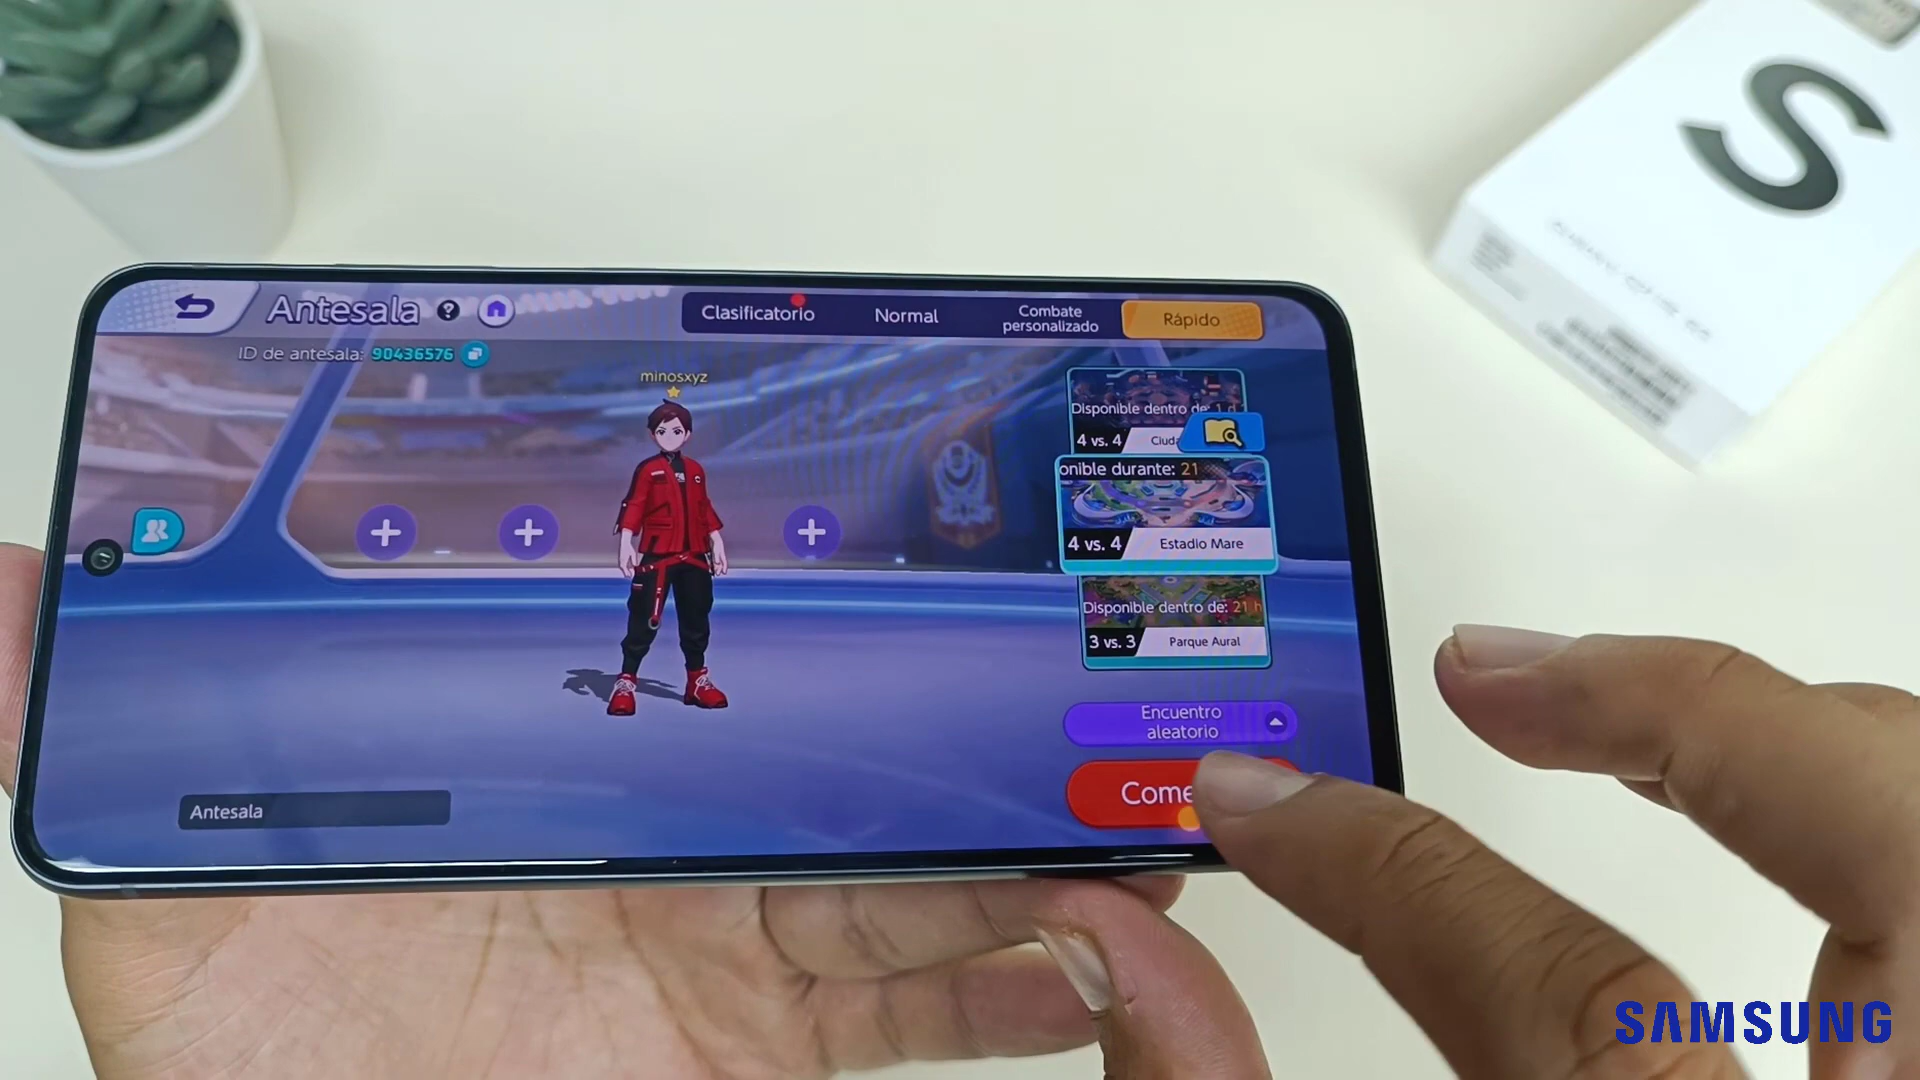 Antesala
?
Clasificatorio
Normal
Combate
personalizado
Rápido
ID de antesala: 90436576
minosxyz
Disponible dentro de: 1 d
4 vs. 4
Ciuda
onible durante: 21
4 vs. 4
Estadio Mare
Disponible dentro de: 21 h
3 vs. 3
Parque Aural
Encuentro
aleatorio
Come
Antesala
S
SAMSUNG